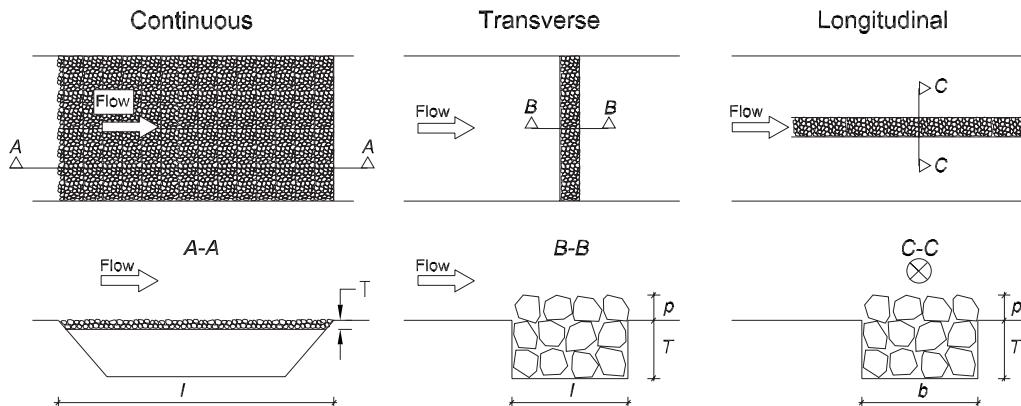 Continuous
Transverse
Longitudinal
Flow
A
A
Flow
B
B
Flow
C
C
A-A
Flow
T
l
B-B
Flow
p
T
l
C-C
p
T
b